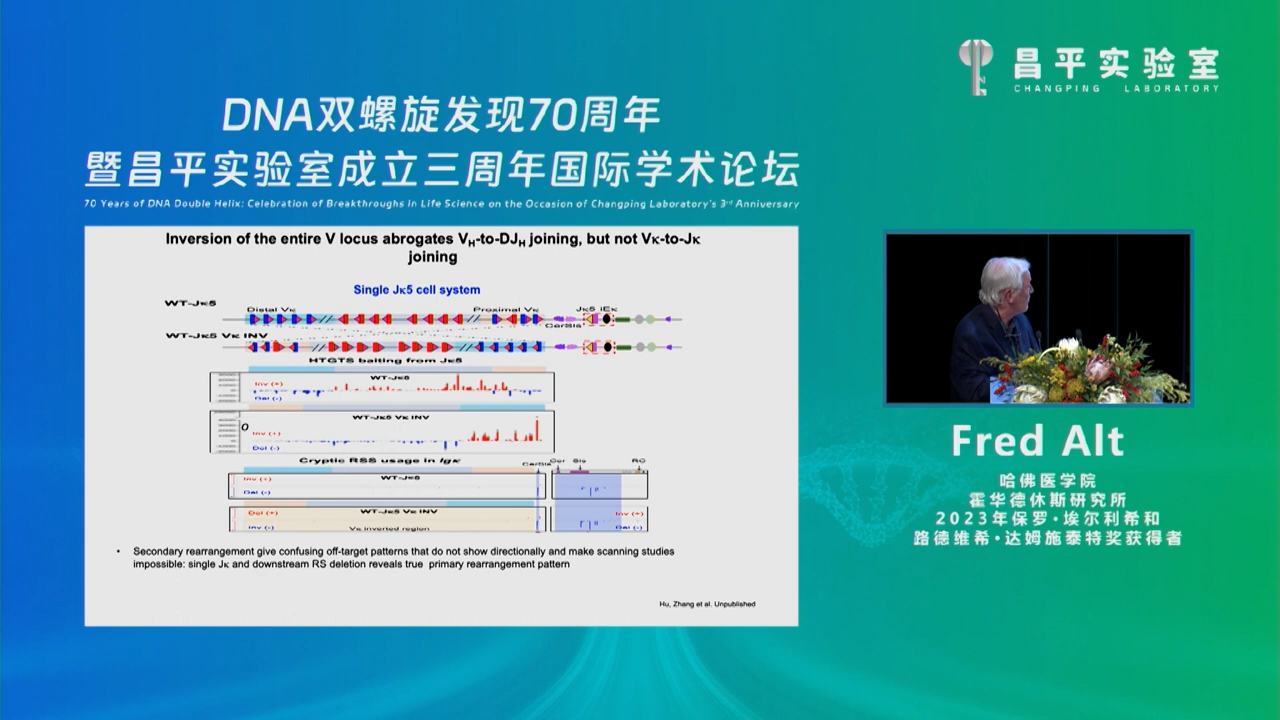 昌平实验室
CHANGPING LABORATORY
DNA双螺旋发现70周年
暨昌平实验室成立三周年国际学术论坛
70 Years of DNA Double Helix: Celebration of Breakthroughs in Life Science on the Occasion of Changping Laboratory's 3rd Anniversary
Inversion of the entire V locus abrogates VH-to-DJH joining, but not Vκ-to-Jκ
joining
Single Jκ5 cell system
WT-Jκ5
Distal Vκ Proximal Vκ Jκ5 iEκ
CerSis
WT-Jκ5 Vκ INV
HTGTS baiting from Jκ5
WT-Jκ5
Inv (+)
Del (-)
WT-Jκ5 Vκ INV
0
Inv (+)
Del (-)
Cryptic RSS usage in Igκ
CerSis Cer Sis RC
WT-Jκ5
Inv (+)
Del (-)
WT-Jκ5 Vκ INV
Del (+) Inv (+)
Inv (-) Vκ inverted region Del (-)
• Secondary rearrangement give confusing off-target patterns that do not show directionally and make scanning studies
impossible: single Jκ and downstream RS deletion reveals true primary rearrangement pattern
Hu, Zhang et al. Unpublished
Fred Alt
哈佛医学院
霍华德休斯研究所
2023年保罗·埃尔利希和
路德维希·达姆施泰特奖获得者